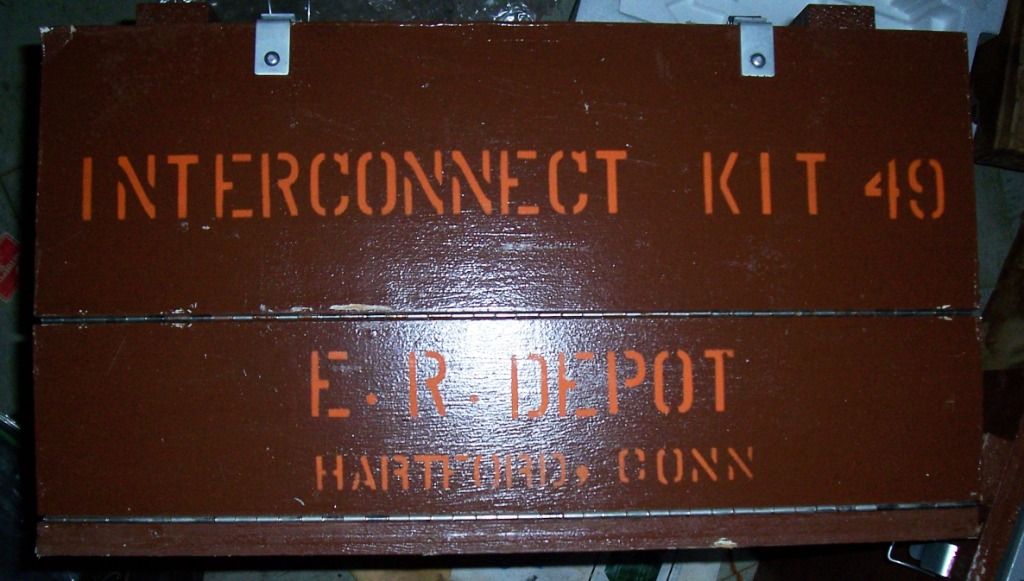 INTERCONNECT KIT 49
E. R. DEPOT
HARTFORD, CONN